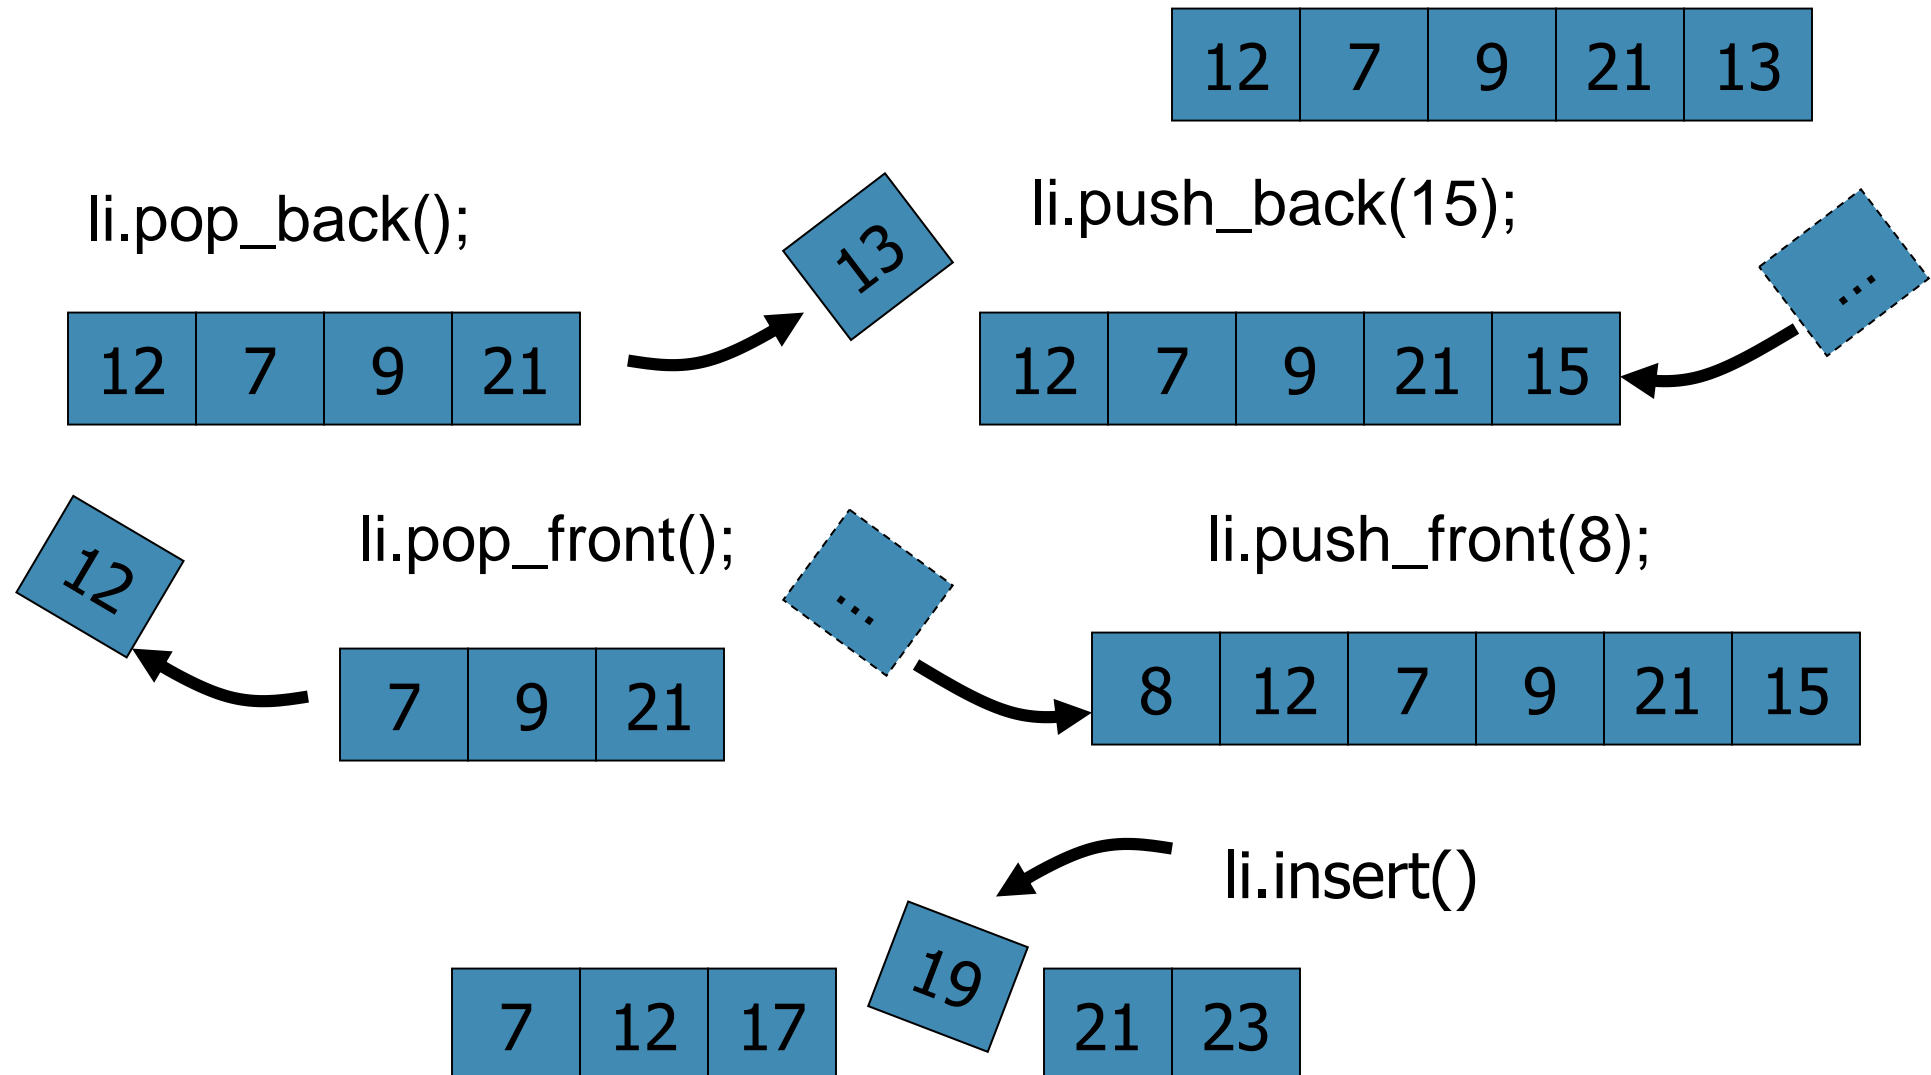 12 7 9 21 13
li.pop_back();
13
li.push_back(15);
...
12 7 9 21
12 7 9 21 15
12
li.pop_front();
...
li.push_front(8);
7 9 21
8 12 7 9 21 15
li.insert()
19
7 12 17
21 23